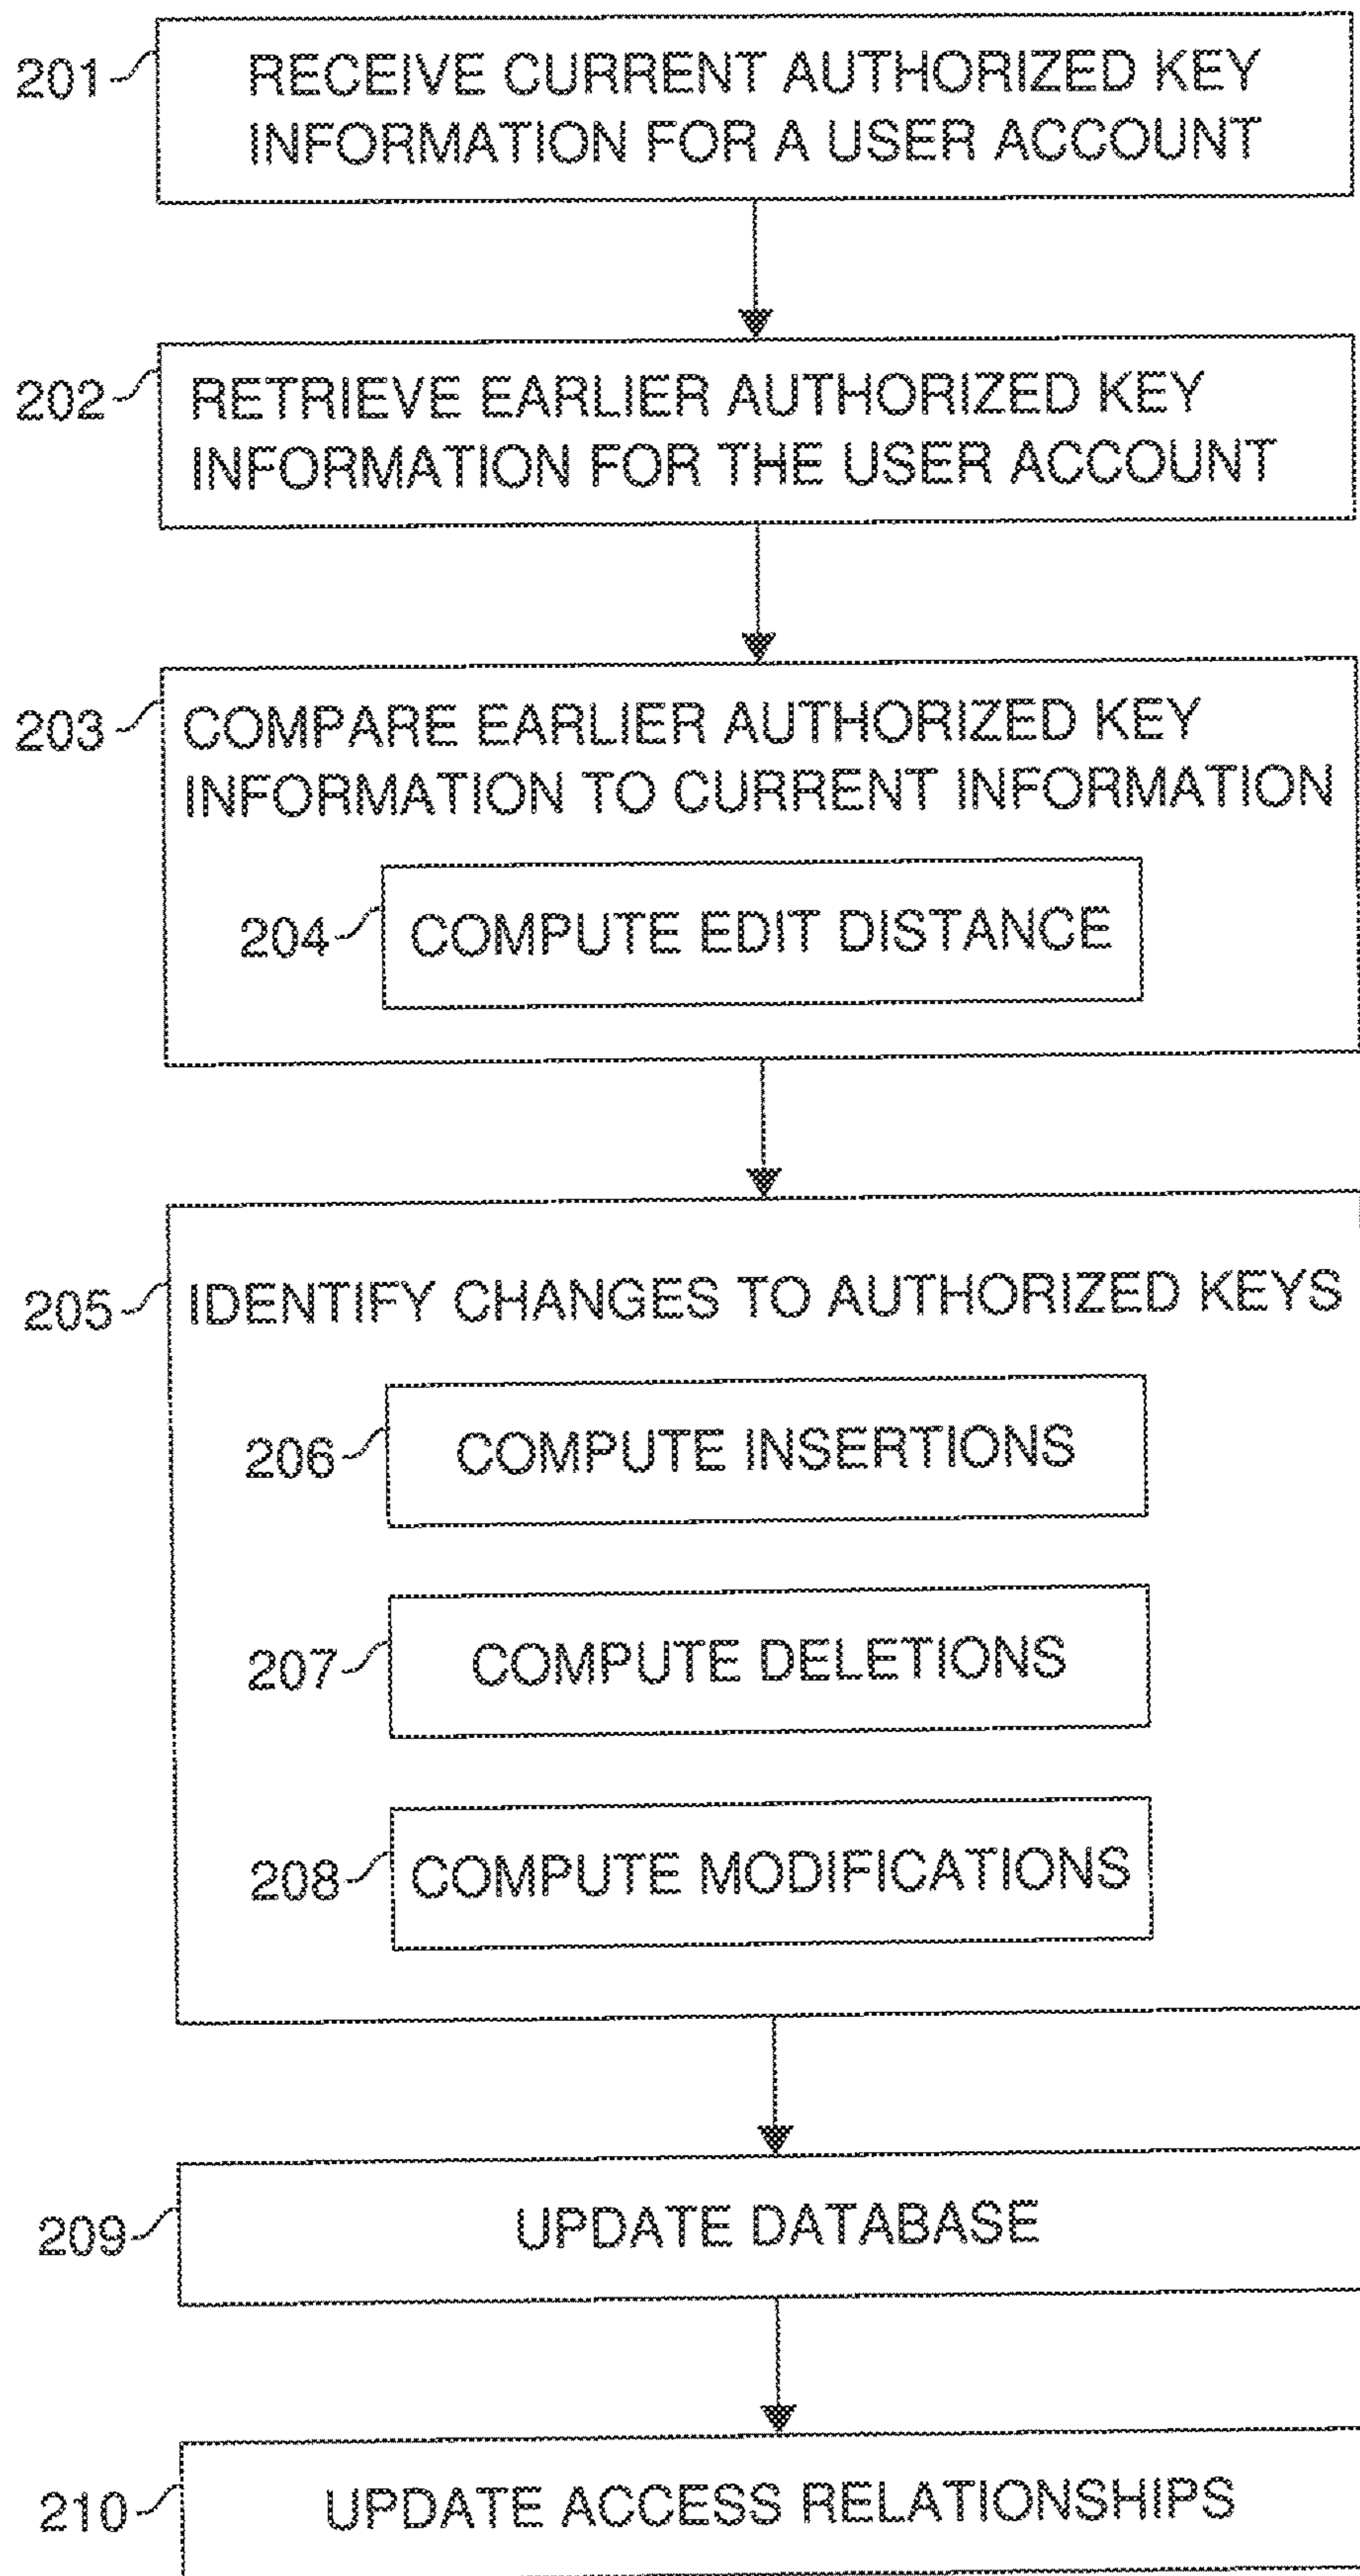 201 RECEIVE CURRENT AUTHORIZED KEY
INFORMATION FOR A USER ACCOUNT
202 RETRIEVE EARLIER AUTHORIZED KEY
INFORMATION FOR THE USER ACCOUNT
203 COMPARE EARLIER AUTHORIZED KEY
INFORMATION TO CURRENT INFORMATION
204 COMPUTE EDIT DISTANCE
205 IDENTIFY CHANGES TO AUTHORIZED KEYS
206 COMPUTE INSERTIONS
207 COMPUTE DELETIONS
208 COMPUTE MODIFICATIONS
209 UPDATE DATABASE
210 UPDATE ACCESS RELATIONSHIPS